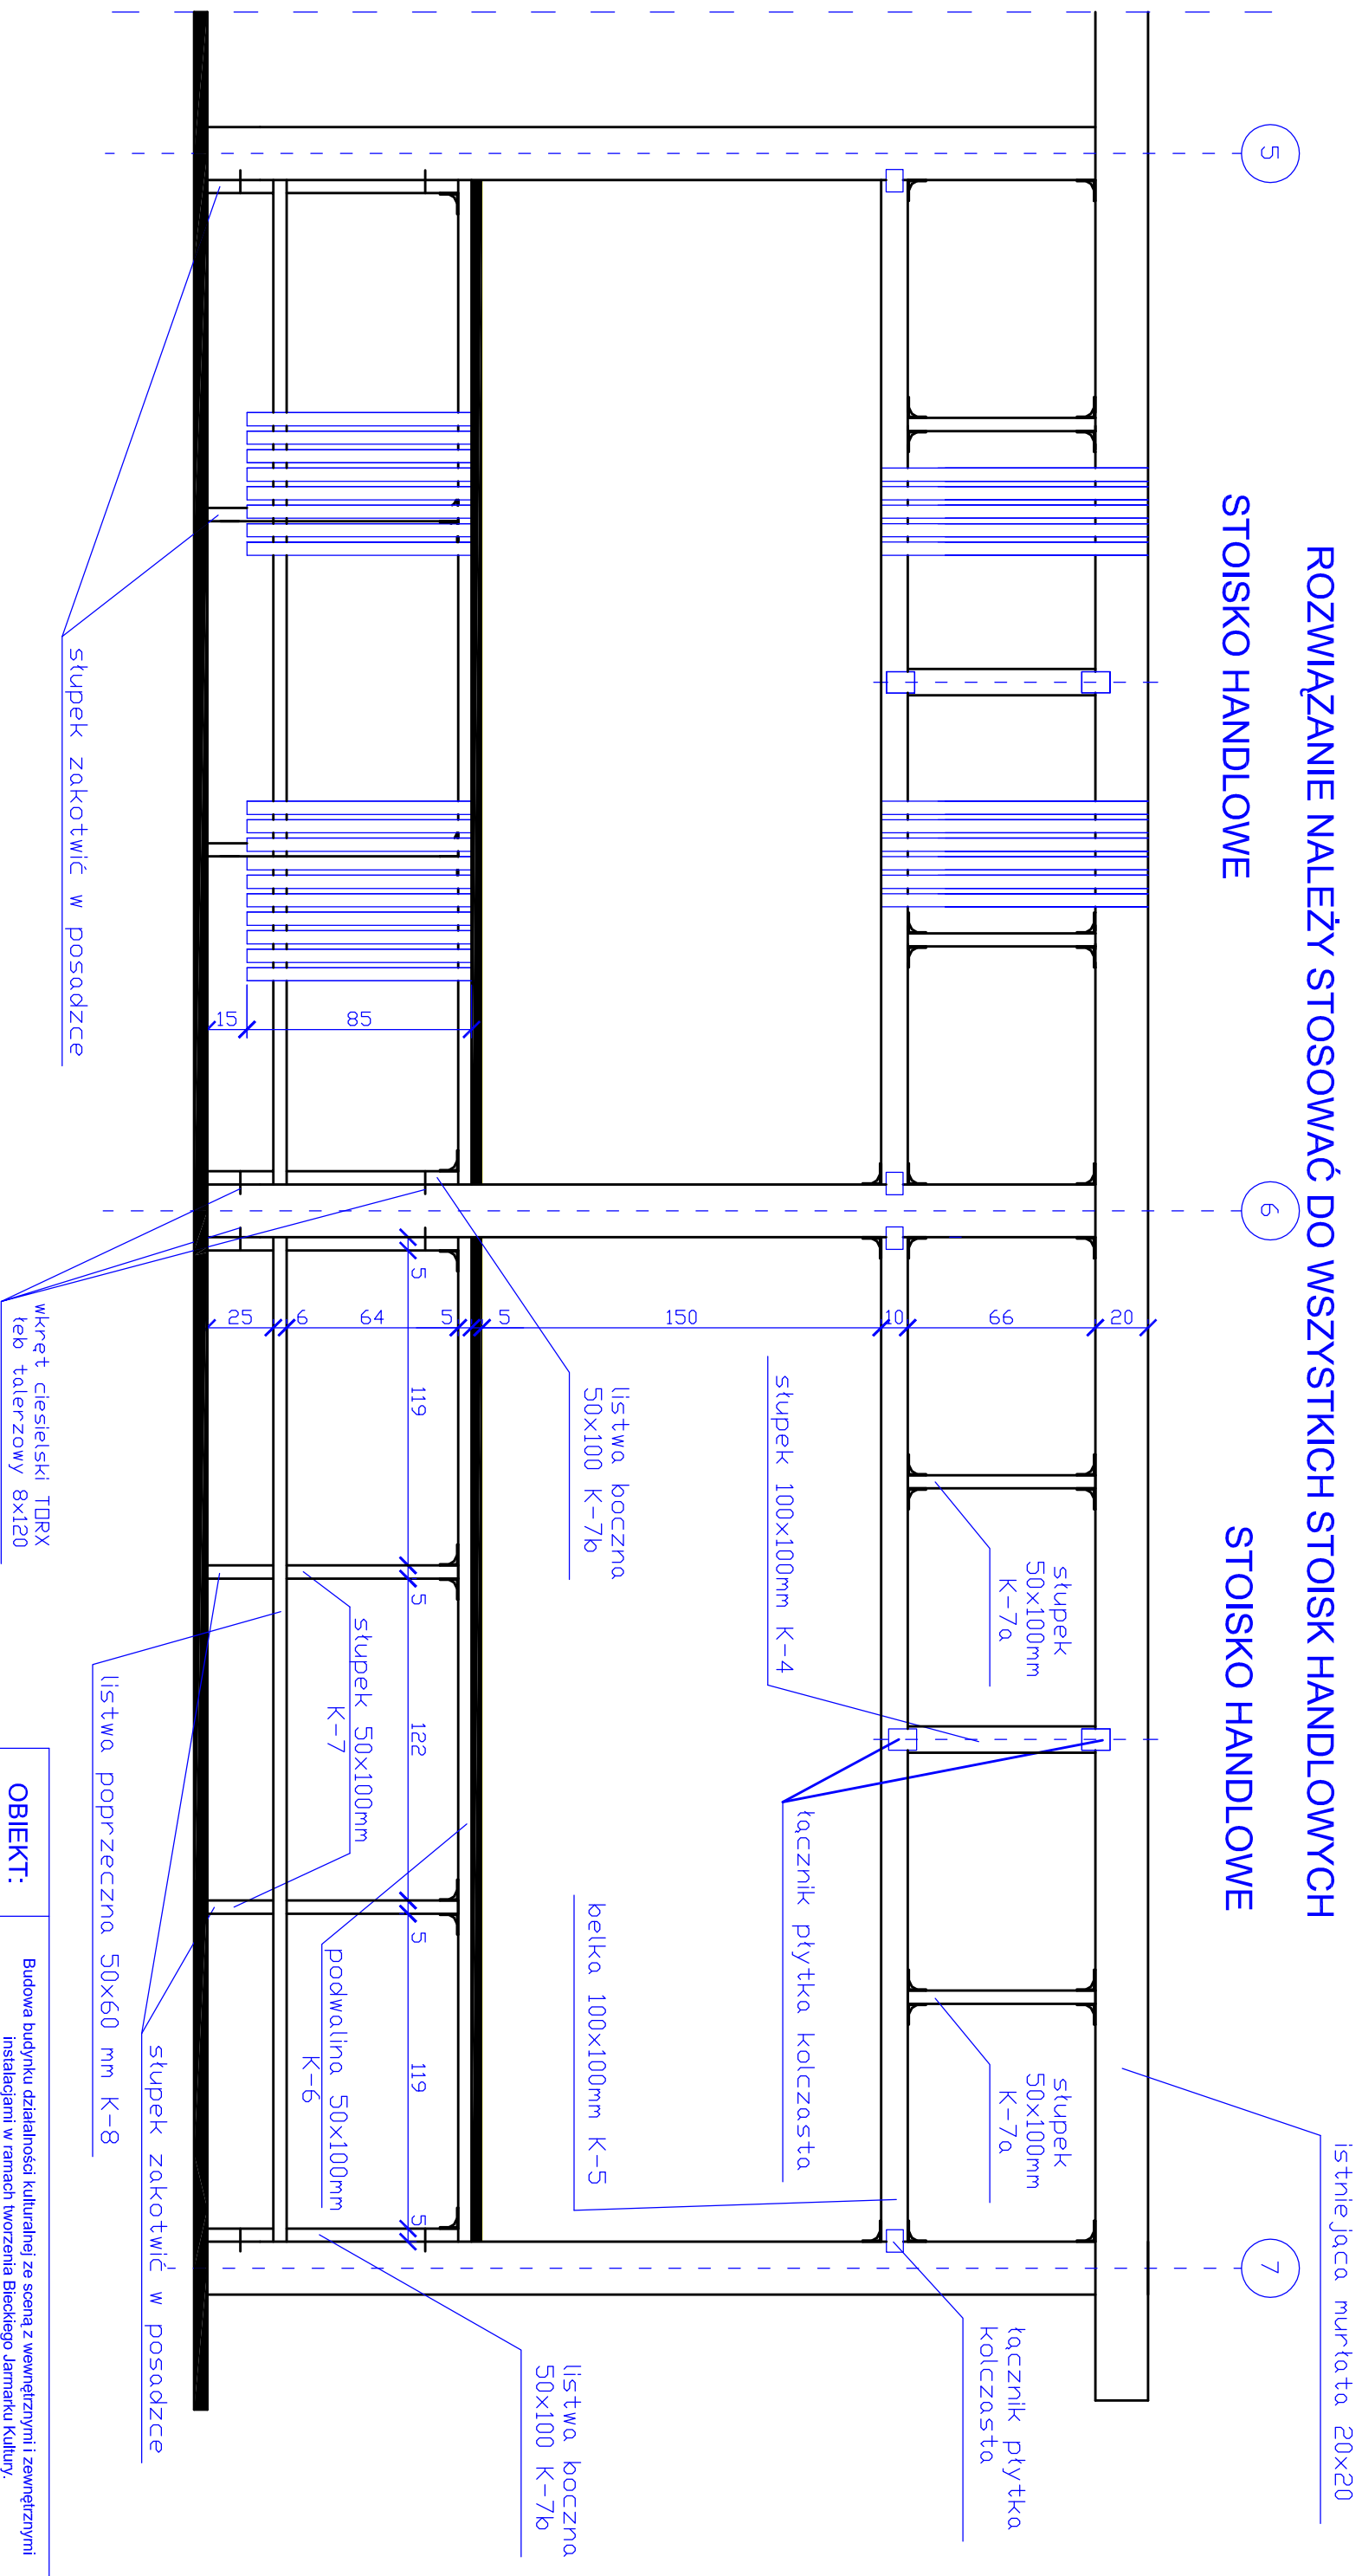 ROZWIĄZANIE NALEŻY STOSOWAĆ DO WSZYSTKICH STOISK HANDLOWYCH
STOISKO HANDLOWE
STOISKO HANDLOWE
istniejąca murłata 20x20
5
6
7
słupek
50x100mm
K-7a
słupek
50x100mm
K-7a
łącznik płytka
kolczasta
słupek 100x100mm K-4
łącznik płytka kolczasta
belka 100x100mm K-5
listwa boczna
50x100 K-7b
listwa boczna
50x100 K-7b
20
66
10
150
5
5
64
6
25
85
15
5
119
5
122
5
119
5
słupek 50x100mm
K-7
podwalina 50x100mm
K-6
słupek zakotwić w posadzce
słupek zakotwić w posadzce
listwa poprzeczna 50x60 mm K-8
wkręt ciesielski TORX
łeb talerzowy 8x120
OBIEKT:
Budowa budynku działalności kulturalnej ze sceną z wewnętrznymi i zewnętrznymi
instalacjami w ramach tworzenia Bieckiego Jarmarku Kultury.